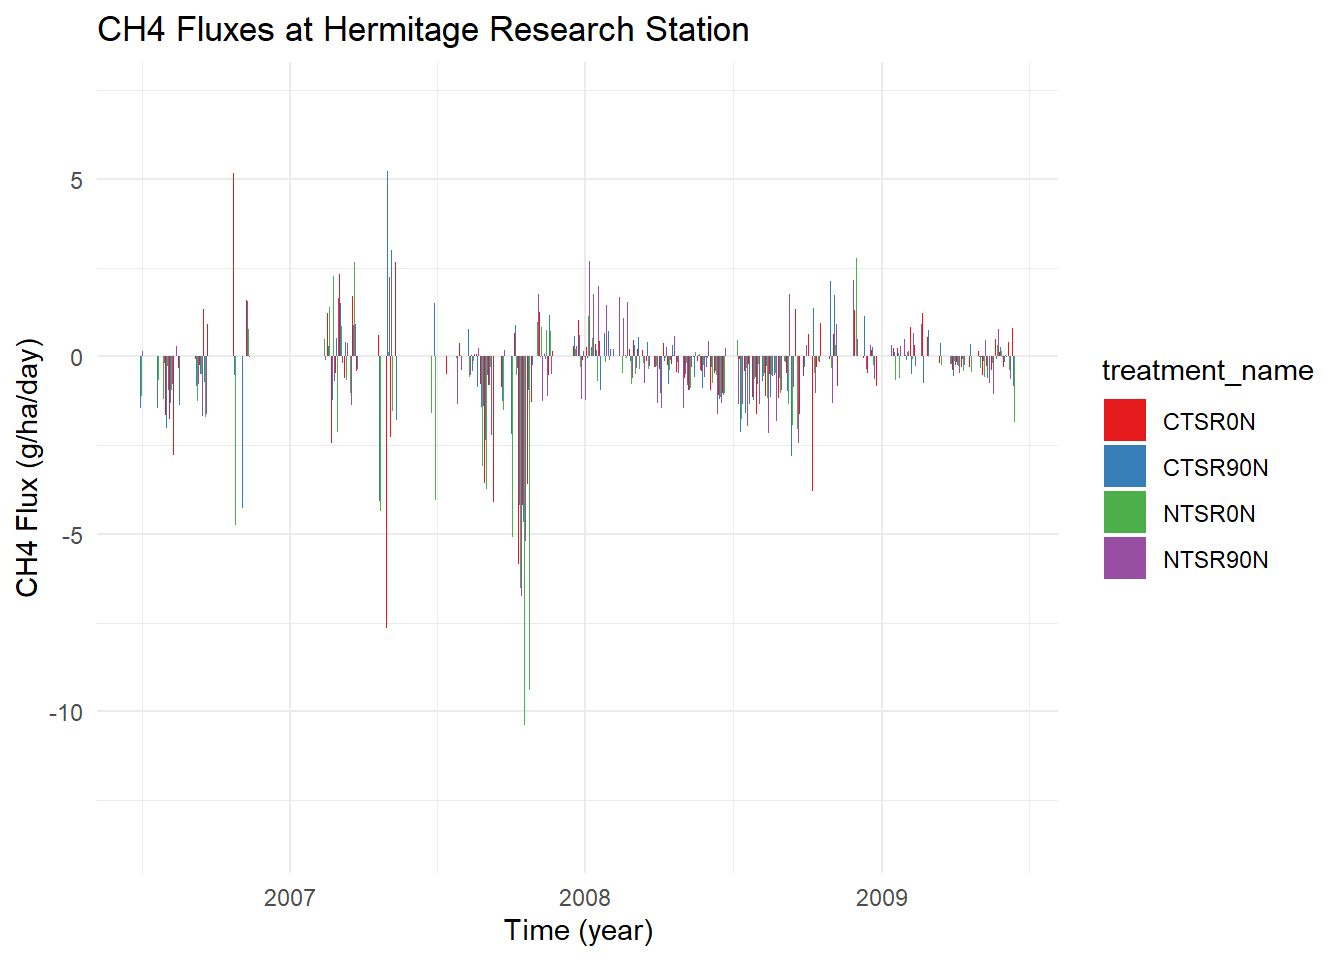 CH4 Fluxes at Hermitage Research Station
CH4 Flux (g/ha/day)
5
0
-5
-10
2007 2008 2009
Time (year)
treatment_name
CTSR0N
CTSR90N
NTSR0N
NTSR90N